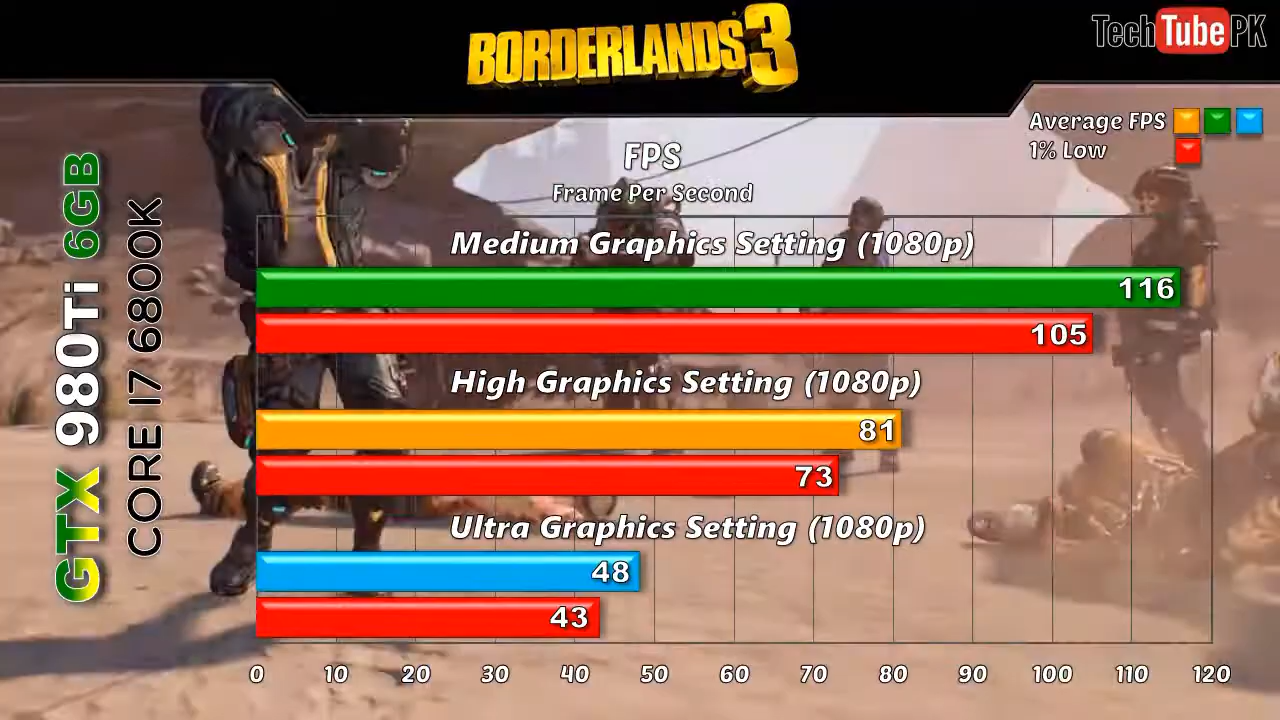 BORDERLANDS 3
TechTubePK
Average FPS
1% Low
FPS
Frame Per Second
GTX 980Ti 6GB
CORE I7 6800K
Medium Graphics Setting (1080p)
116
105
High Graphics Setting (1080p)
81
73
Ultra Graphics Setting (1080p)
48
43
0 10 20 30 40 50 60 70 80 90 100 110 120